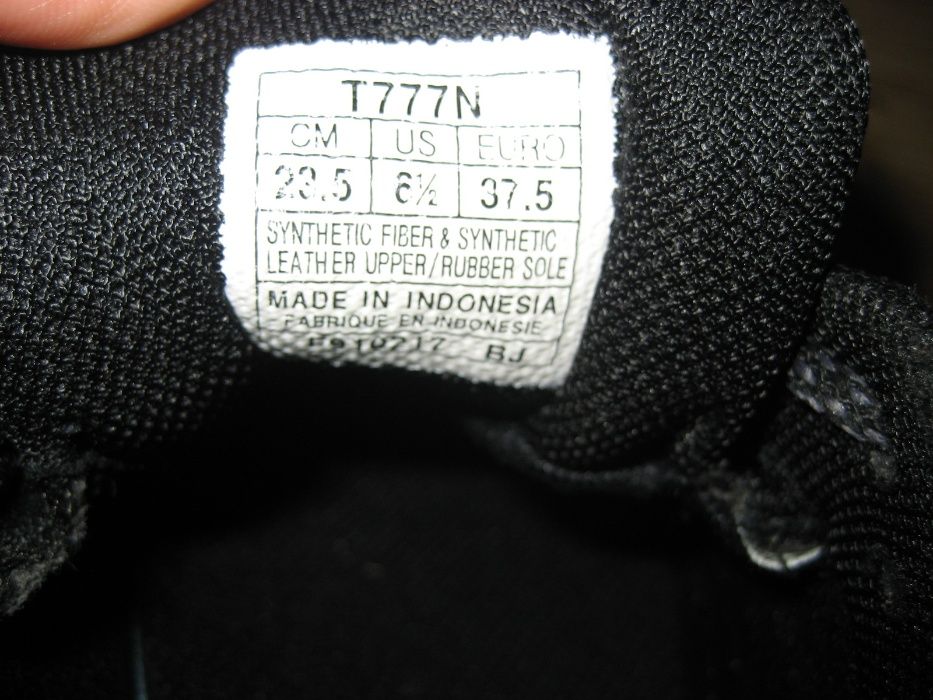 T777N
CM US EURO
23.5 6½ 37.5
SYNTHETIC FIBER & SYNTHETIC
LEATHER UPPER/RUBBER SOLE
MADE IN INDONESIA
FABRIQUE EN INDONESIE
BJ